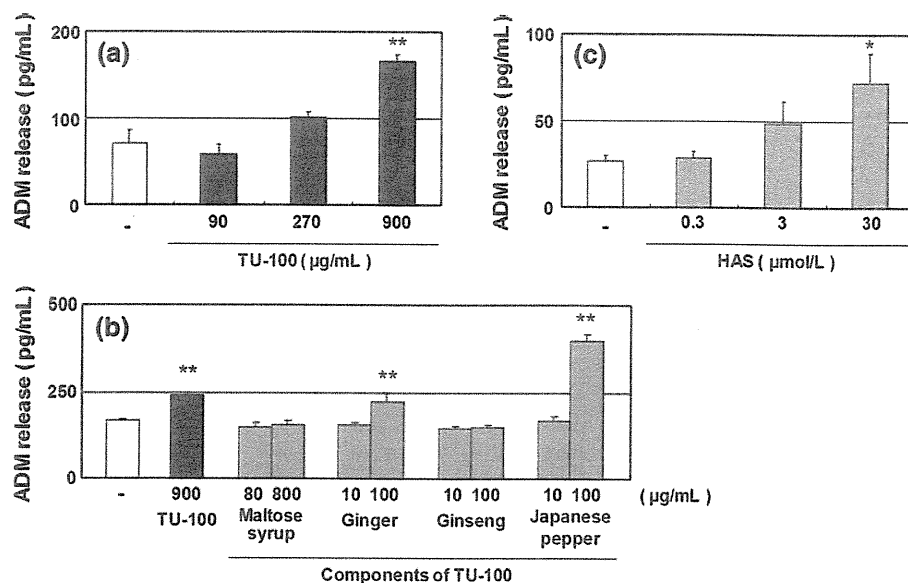 (a)
ADM release ( pg/mL )
200
100
0
**
- 90 270 900
TU-100 ( µg/mL )
(c)
ADM release ( pg/mL )
100
50
0
*
- 0.3 3 30
HAS ( µmol/L )
(b)
ADM release ( pg/mL )
500
250
0
** ** **
- 900 80 800 10 100 10 100 10 100 ( µg/mL )
TU-100 Maltose syrup Ginger Ginseng Japanese pepper
Components of TU-100